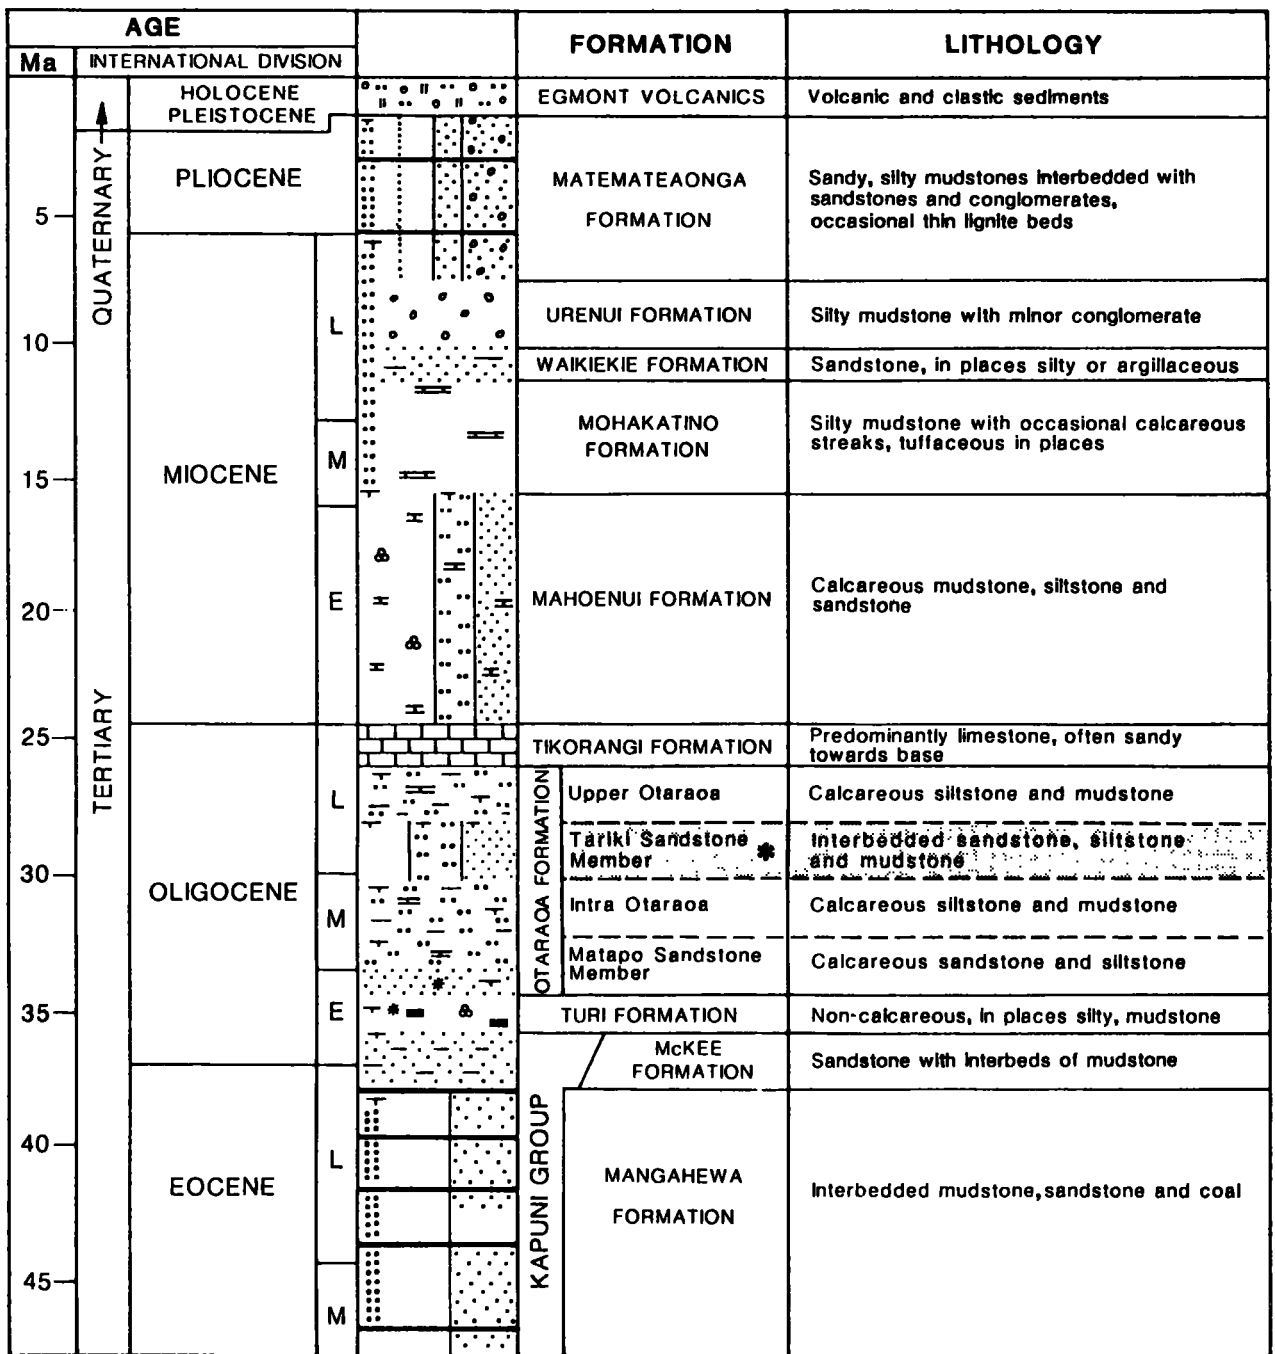 AGE
FORMATION
LITHOLOGY
Ma
INTERNATIONAL DIVISION
HOLOCENE
PLEISTOCENE
EGMONT VOLCANICS
Volcanic and clastic sediments
QUATERNARY
PLIOCENE
MATEMATEAONGA
FORMATION
Sandy, silty mudstones interbedded with
sandstones and conglomerates,
occasional thin lignite beds
5
L
URENUI FORMATION
Silty mudstone with minor conglomerate
10
WAIKIEKIE FORMATION
Sandstone, in places silty or argillaceous
MIOCENE
M
MOHAKATINO
FORMATION
Silty mudstone with occasional calcareous
streaks, tuffaceous in places
15
E
MAHOENUI FORMATION
Calcareous mudstone, siltstone and
sandstone
20
TERTIARY
25
TIKORANGI FORMATION
Predominantly limestone, often sandy
towards base
OLIGOCENE
L
OTARAOA FORMATION
Upper Otaraoa
Calcareous siltstone and mudstone
Tariki Sandstone
Member *
Interbedded sandstone, siltstone
and mudstone
30
M
Intra Otaraoa
Calcareous siltstone and mudstone
Matapo Sandstone
Member
Calcareous sandstone and siltstone
E
35
TURI FORMATION
Non-calcareous, in places silty, mudstone
KAPUNI GROUP
McKEE
FORMATION
Sandstone with interbeds of mudstone
EOCENE
L
40
MANGAHEWA
FORMATION
Interbedded mudstone, sandstone and coal
45
M